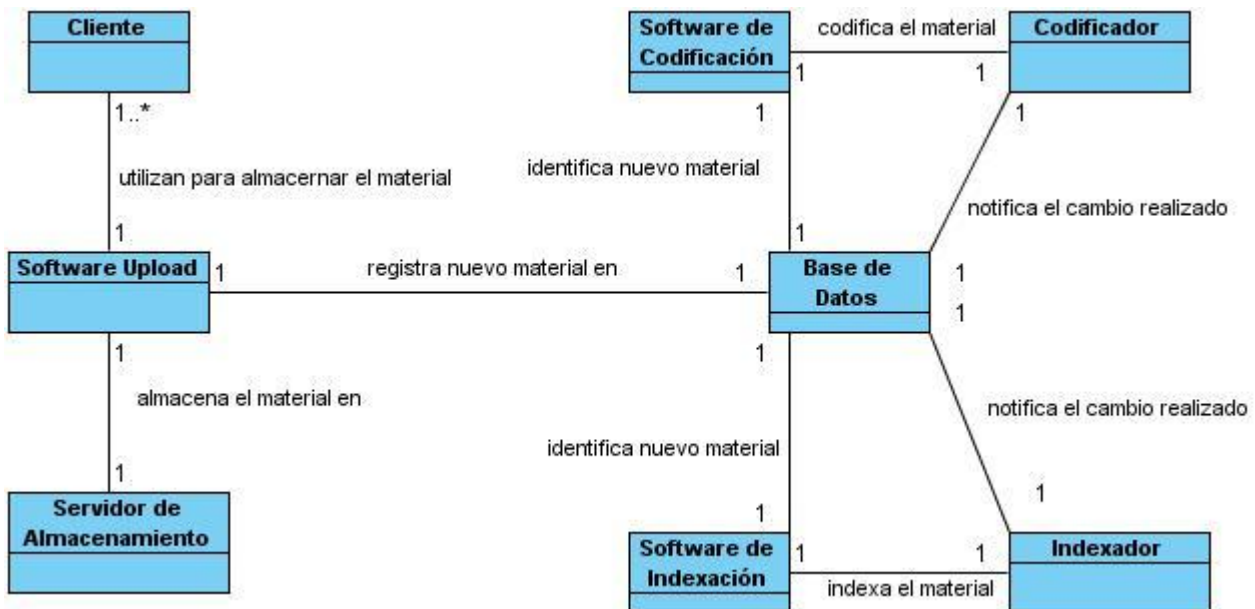 Cliente
Software de
Codificación
codifica el material
Codificador
1..*
1
1
1
1
utilizan para almacernar el material
identifica nuevo material
notifica el cambio realizado
1
1
Software Upload
1
registra nuevo material en
1
Base de
Datos
1
1
1
1
almacena el material en
notifica el cambio realizado
identifica nuevo material
1
1
1
Servidor de
Almacenamiento
Software de
Indexación
1
1
indexa el material
Indexador